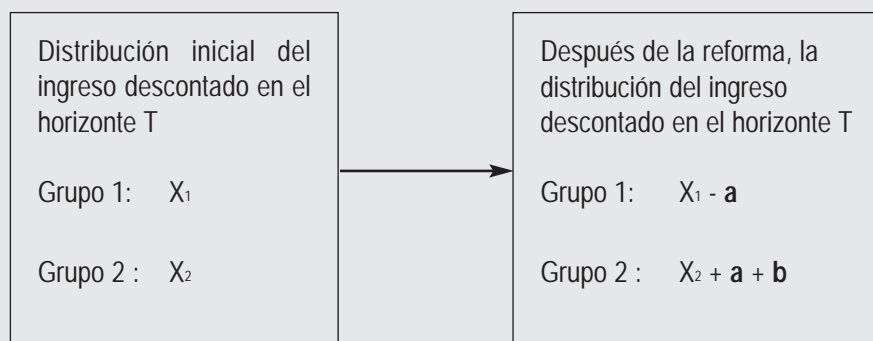 Distribución inicial del
ingreso descontado en el
horizonte T
Grupo 1: X₁
Grupo 2 : X₂
Después de la reforma, la
distribución del ingreso
descontado en el horizonte T
Grupo 1: X₁ - a
Grupo 2 : X₂ + a + b